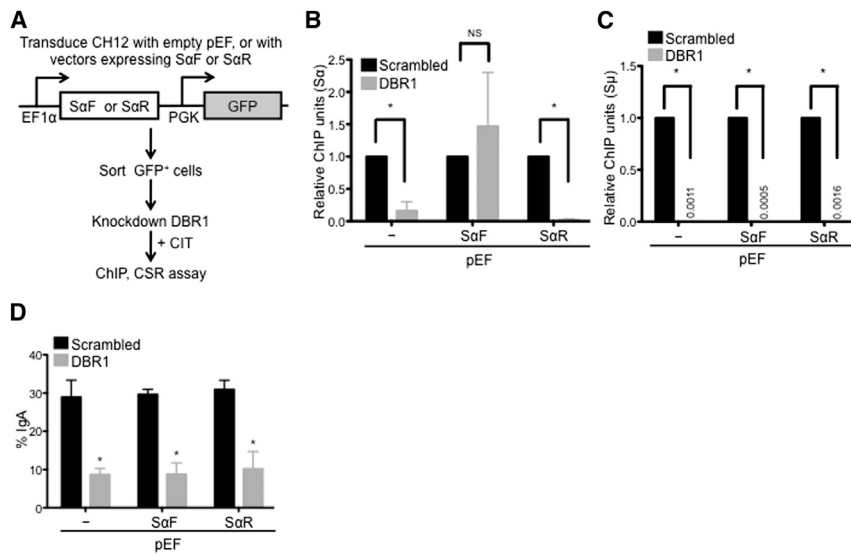 A
Transduce CH12 with empty pEF, or with
vectors expressing SαF or SαR
EF1α
SαF or SαR
PGK
GFP
Sort GFP+ cells
Knockdown DBR1
+ CIT
ChIP, CSR assay
B
Scrambled
DBR1
Relative ChIP units (Sα)
2.5
2.0
1.5
1.0
0.5
0.0
*
NS
*
–
SαF
SαR
pEF
C
Scrambled
DBR1
Relative ChIP units (Sμ)
1.5
1.0
0.5
0.0
*
*
*
0.0011
0.0005
0.0016
–
SαF
SαR
pEF
D
Scrambled
DBR1
% IgA
40
30
20
10
0
*
*
*
–
SαF
SαR
pEF